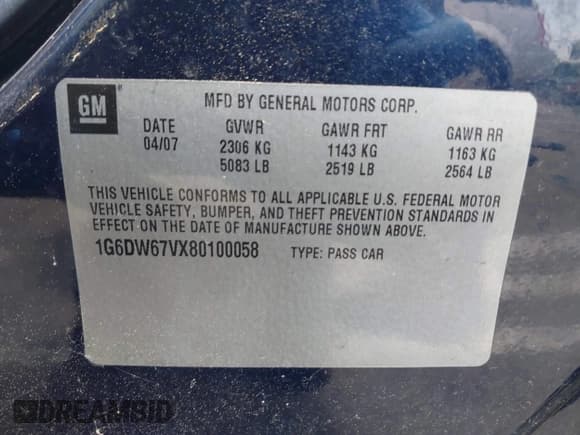 GM
MFD BY GENERAL MOTORS CORP.
DATE GVWR GAWR FRT GAWR RR
04/07 2306 KG 1143 KG 1163 KG
5083 LB 2519 LB 2564 LB
THIS VEHICLE CONFORMS TO ALL APPLICABLE U.S. FEDERAL MOTOR
VEHICLE SAFETY, BUMPER, AND THEFT PREVENTION STANDARDS IN
EFFECT ON THE DATE OF MANUFACTURE SHOWN ABOVE.
1G6DW67VX80100058 TYPE: PASS CAR
DREAMBID